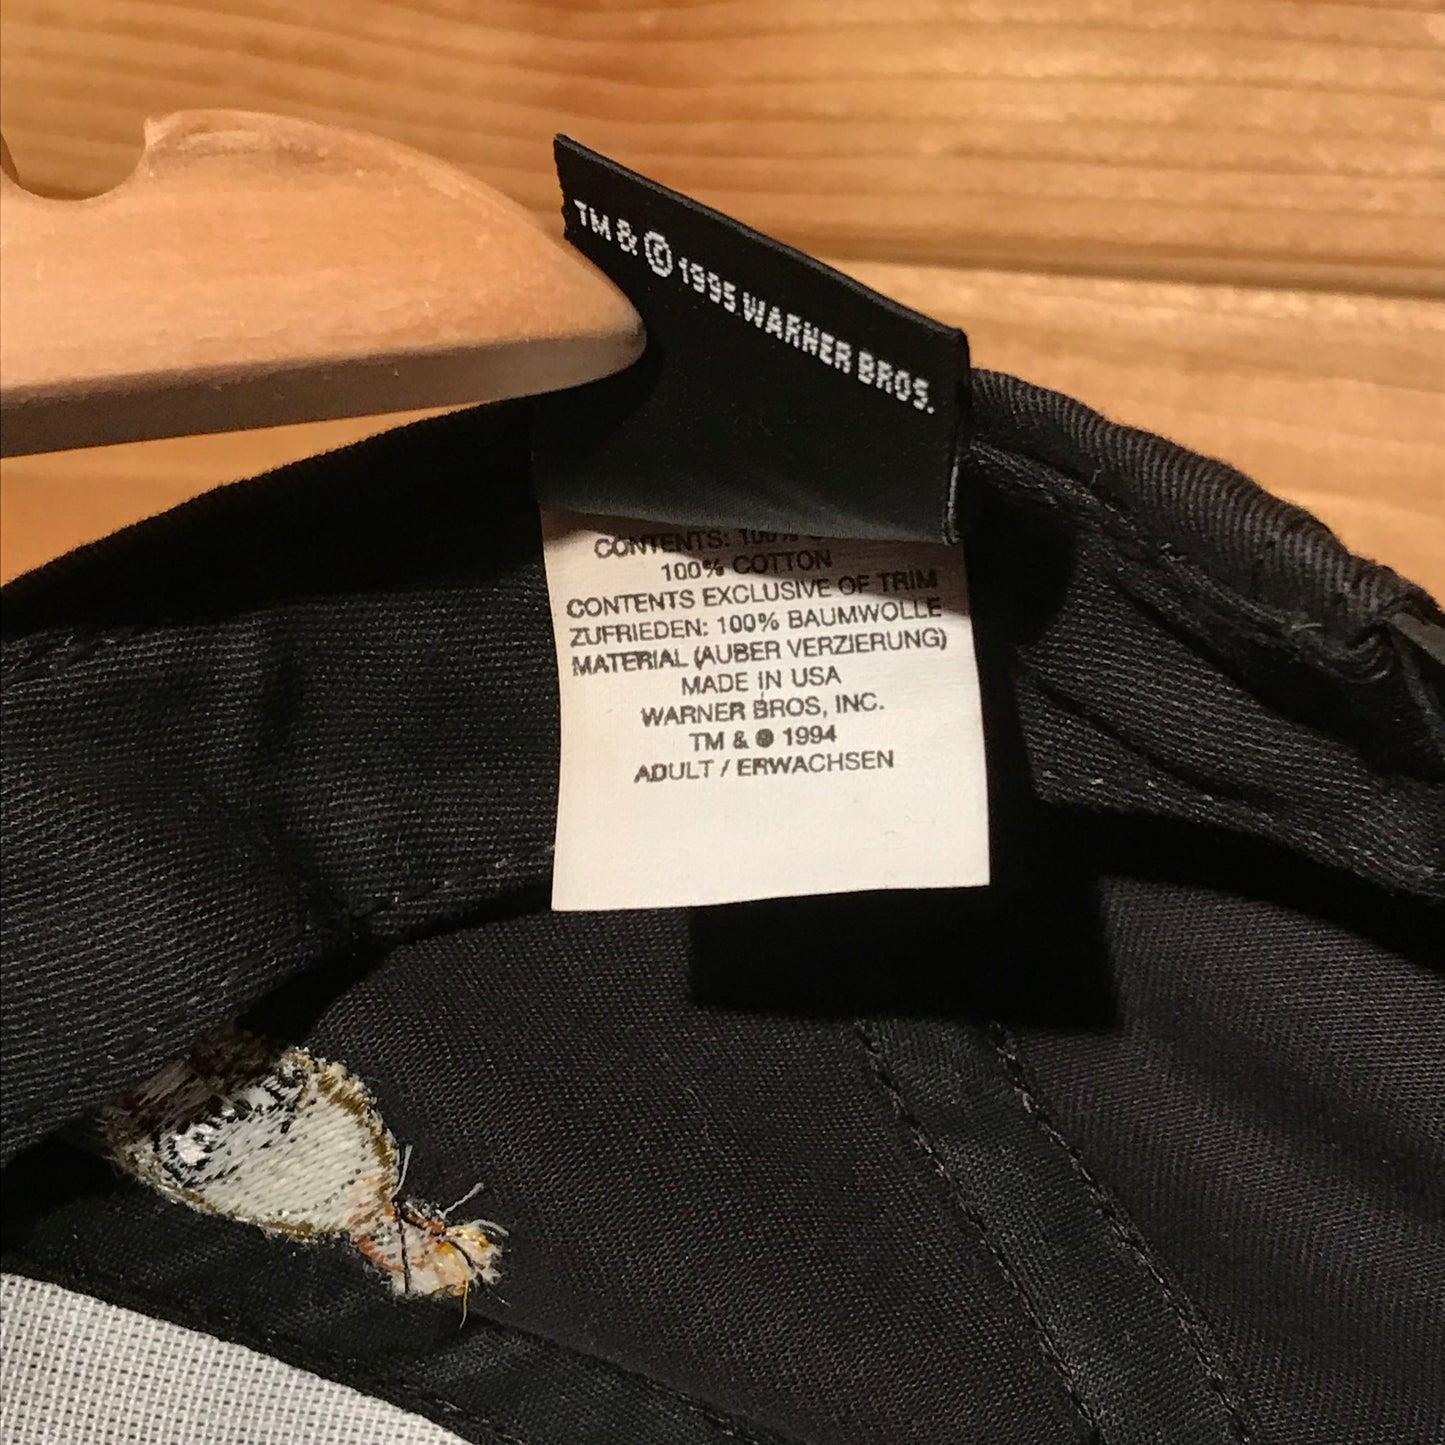 TM & © 1995 WARNER BROS.
CONTENTS: 100%
100% COTTON
CONTENTS EXCLUSIVE OF TRIM
ZUFRIEDEN: 100% BAUMWOLLE
MATERIAL (AUBER VERZIERUNG)
MADE IN USA
WARNER BROS, INC.
TM & © 1994
ADULT / ERWACHSEN